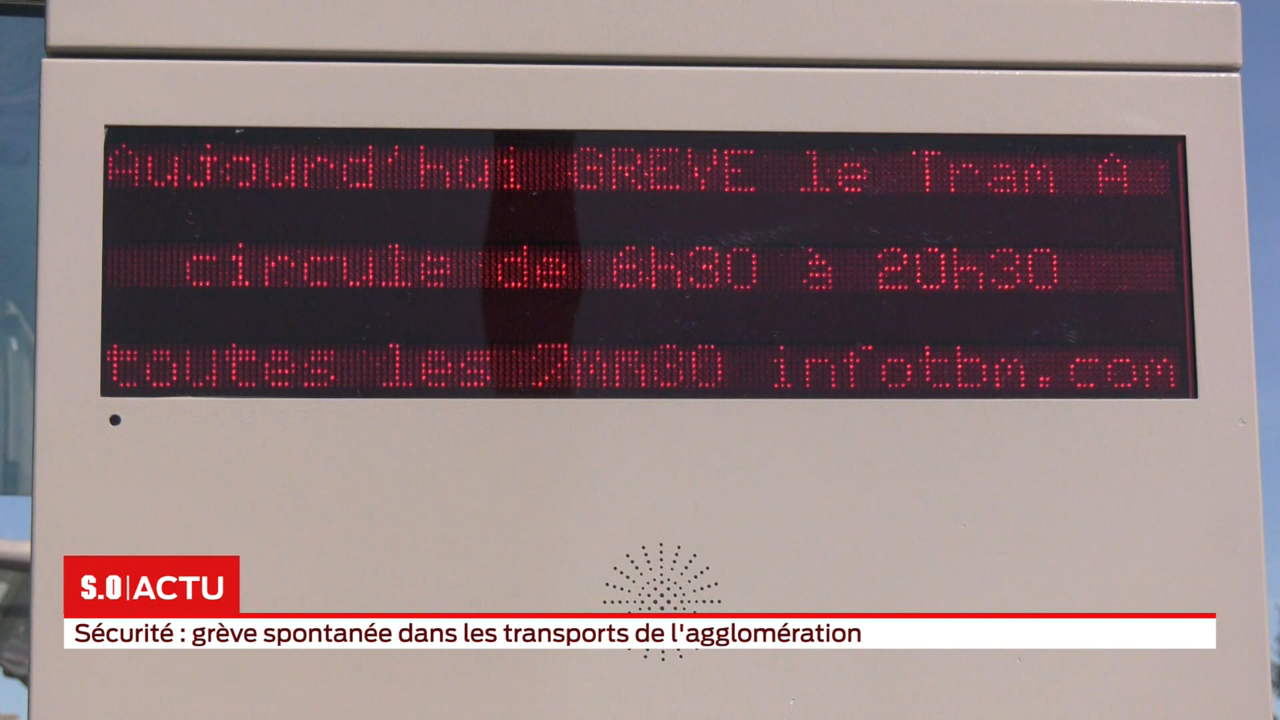 Aujourd'hui GREVE le Tram A
circule de 6h30 à 20h30
toutes les infotbm.com
S.O|ACTU
Sécurité : grève spontanée dans les transports de l'agglomération